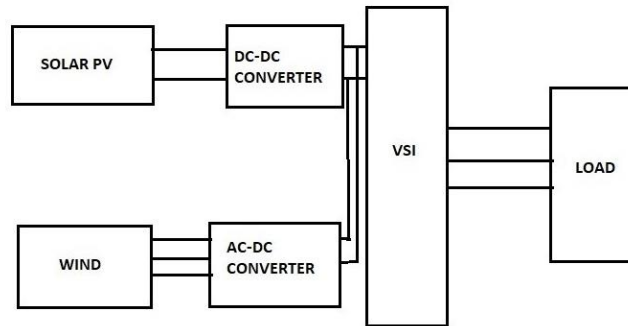 SOLAR PV
DC-DC
CONVERTER
VSI
LOAD
WIND
AC-DC
CONVERTER